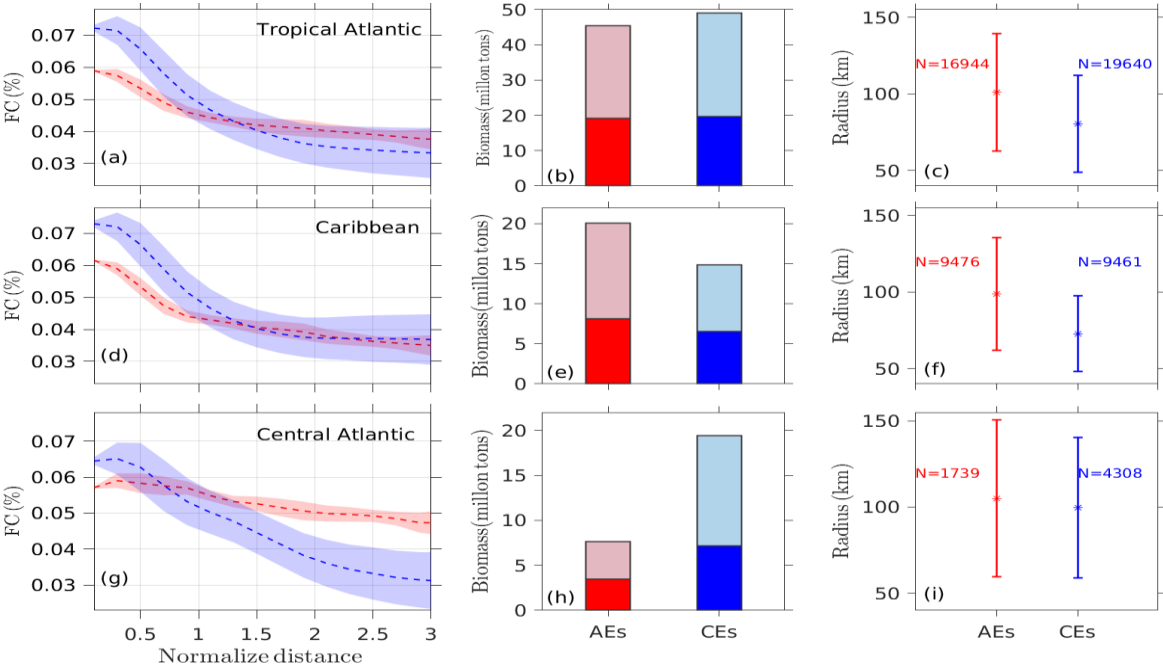 Tropical Atlantic
FC (%)
0.07
0.06
0.05
0.04
0.03
(a)
Biomass(millon tons)
50
40
30
20
10
0
(b)
Radius (km)
150
100
50
N=16944
N=19640
(c)
Caribbean
FC (%)
0.07
0.06
0.05
0.04
0.03
(d)
Biomass(millon tons)
20
15
10
5
0
(e)
Radius (km)
150
100
50
N=9476
N=9461
(f)
Central Atlantic
FC (%)
0.07
0.06
0.05
0.04
0.03
(g)
0.5 1 1.5 2 2.5 3
Normalize distance
Biomass(millon tons)
20
15
10
5
0
(h)
AEs CEs
Radius (km)
150
100
50
N=1739
N=4308
(i)
AEs CEs